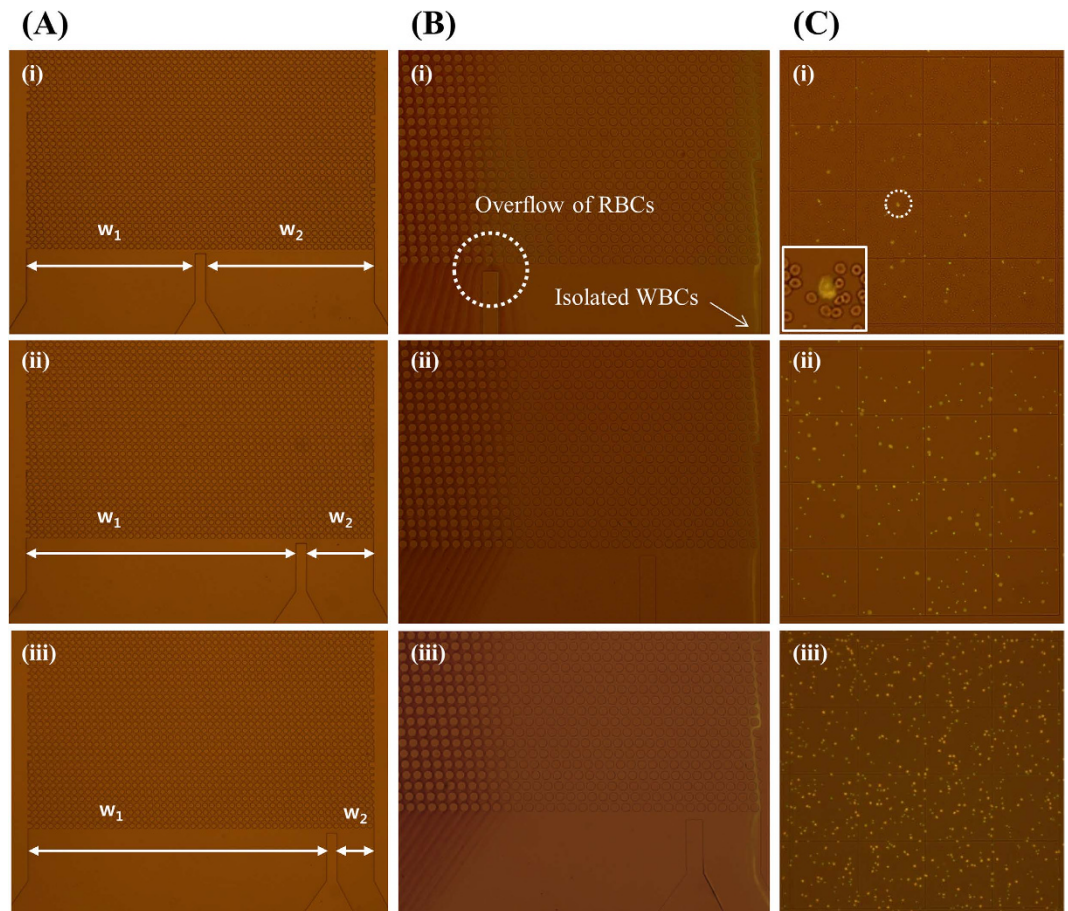 (A) (B) (C)
(i) (i) (i)
w₁ w₂
Overflow of RBCs
Isolated WBCs
(ii) (ii) (ii)
w₁ w₂
(iii) (iii) (iii)
w₁ w₂